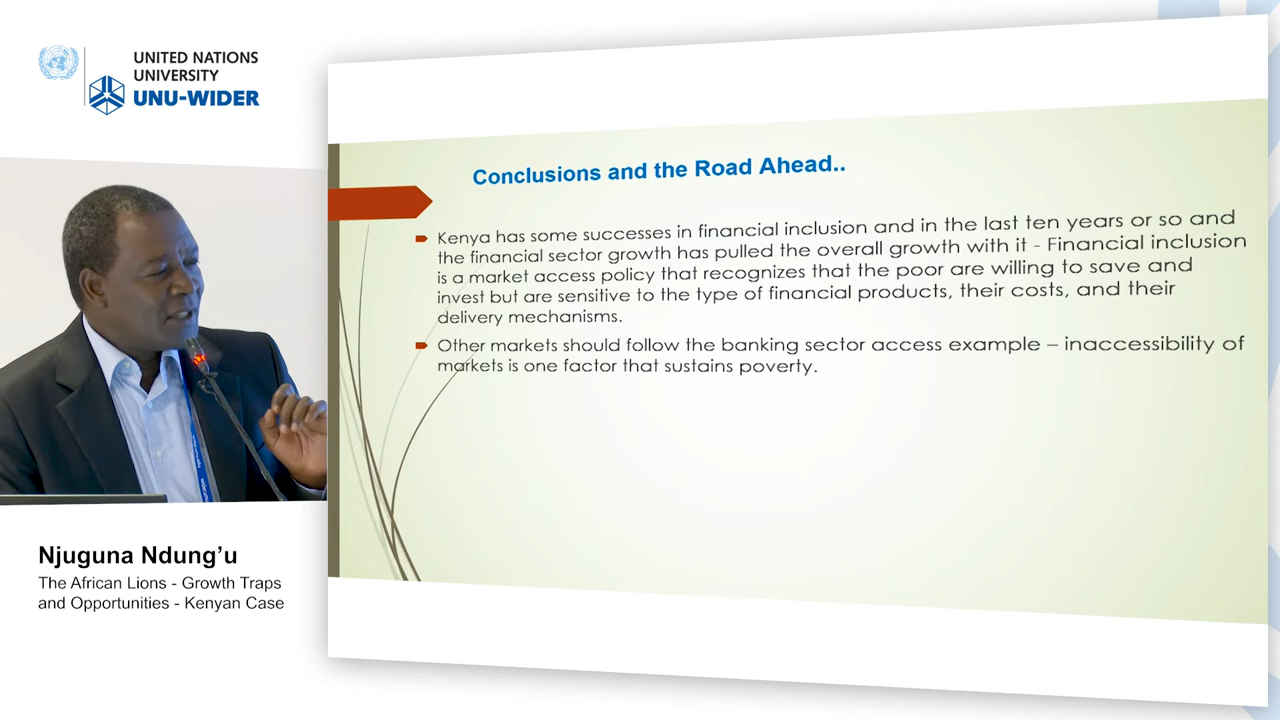 UNITED NATIONS
UNIVERSITY
UNU-WIDER
Conclusions and the Road Ahead..
Kenya has some successes in financial inclusion and in the last ten years or so and
the financial sector growth has pulled the overall growth with it - Financial inclusion
is a market access policy that recognizes that the poor are willing to save and
invest but are sensitive to the type of financial products, their costs, and their
delivery mechanisms.
Other markets should follow the banking sector access example – inaccessibility of
markets is one factor that sustains poverty.
Njuguna Ndung’u
The African Lions - Growth Traps
and Opportunities - Kenyan Case